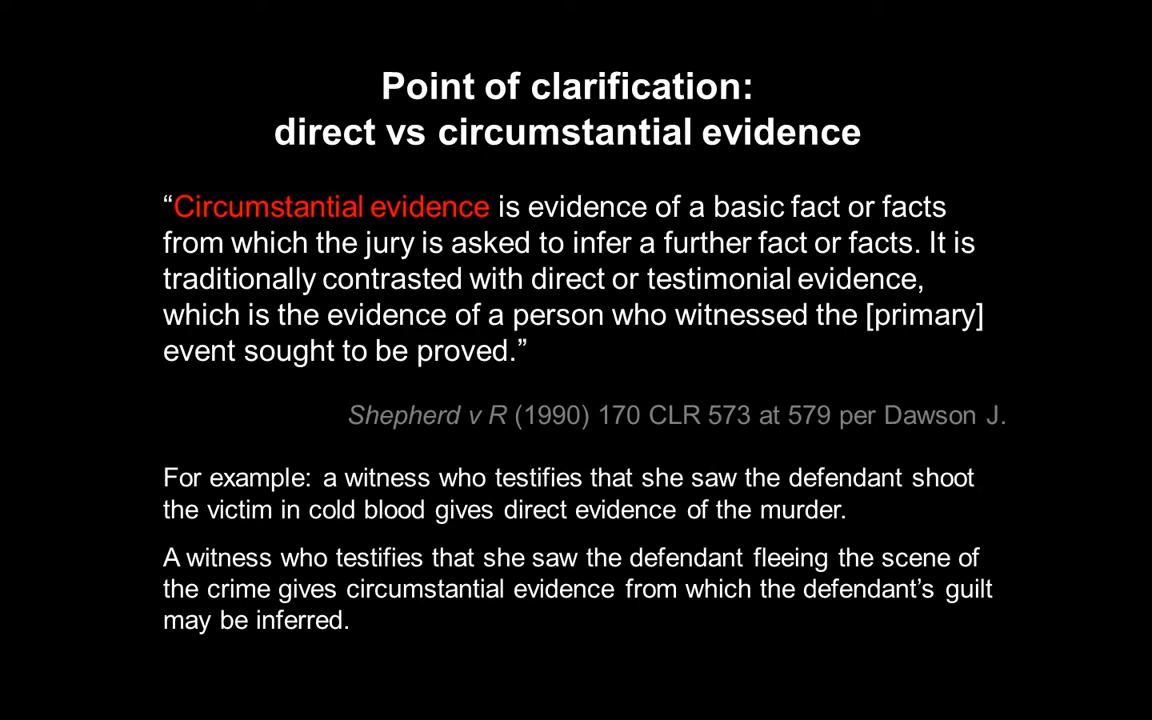 Point of clarification:
direct vs circumstantial evidence
“Circumstantial evidence is evidence of a basic fact or facts
from which the jury is asked to infer a further fact or facts. It is
traditionally contrasted with direct or testimonial evidence,
which is the evidence of a person who witnessed the [primary]
event sought to be proved.”
Shepherd v R (1990) 170 CLR 573 at 579 per Dawson J.
For example: a witness who testifies that she saw the defendant shoot
the victim in cold blood gives direct evidence of the murder.
A witness who testifies that she saw the defendant fleeing the scene of
the crime gives circumstantial evidence from which the defendant’s guilt
may be inferred.